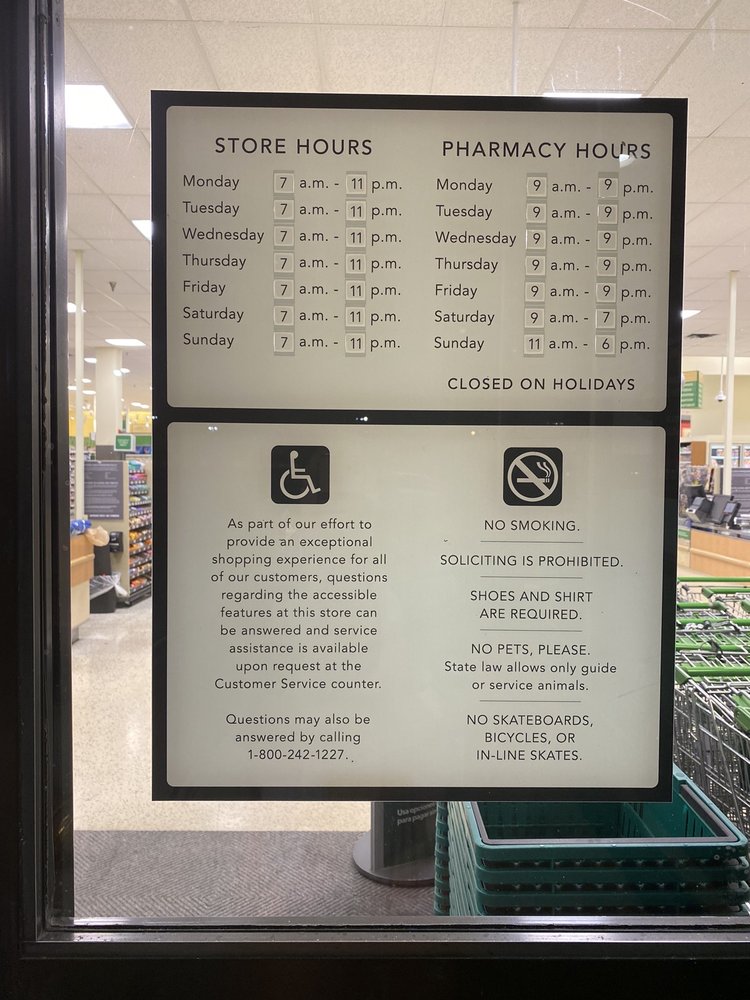 STORE HOURS
Monday 7 a.m. - 11 p.m.
Tuesday 7 a.m. - 11 p.m.
Wednesday 7 a.m. - 11 p.m.
Thursday 7 a.m. - 11 p.m.
Friday 7 a.m. - 11 p.m.
Saturday 7 a.m. - 11 p.m.
Sunday 7 a.m. - 11 p.m.
PHARMACY HOURS
Monday 9 a.m. - 9 p.m.
Tuesday 9 a.m. - 9 p.m.
Wednesday 9 a.m. - 9 p.m.
Thursday 9 a.m. - 9 p.m.
Friday 9 a.m. - 9 p.m.
Saturday 9 a.m. - 7 p.m.
Sunday 11 a.m. - 6 p.m.
CLOSED ON HOLIDAYS
As part of our effort to
provide an exceptional
shopping experience for all
of our customers, questions
regarding the accessible
features at this store can
be answered and service
assistance is available
upon request at the
Customer Service counter.
Questions may also be
answered by calling
1-800-242-1227.
NO SMOKING.
SOLICITING IS PROHIBITED.
SHOES AND SHIRT
ARE REQUIRED.
NO PETS, PLEASE.
State law allows only guide
or service animals.
NO SKATEBOARDS,
BICYCLES, OR
IN-LINE SKATES.
Usa opciones
para pagar